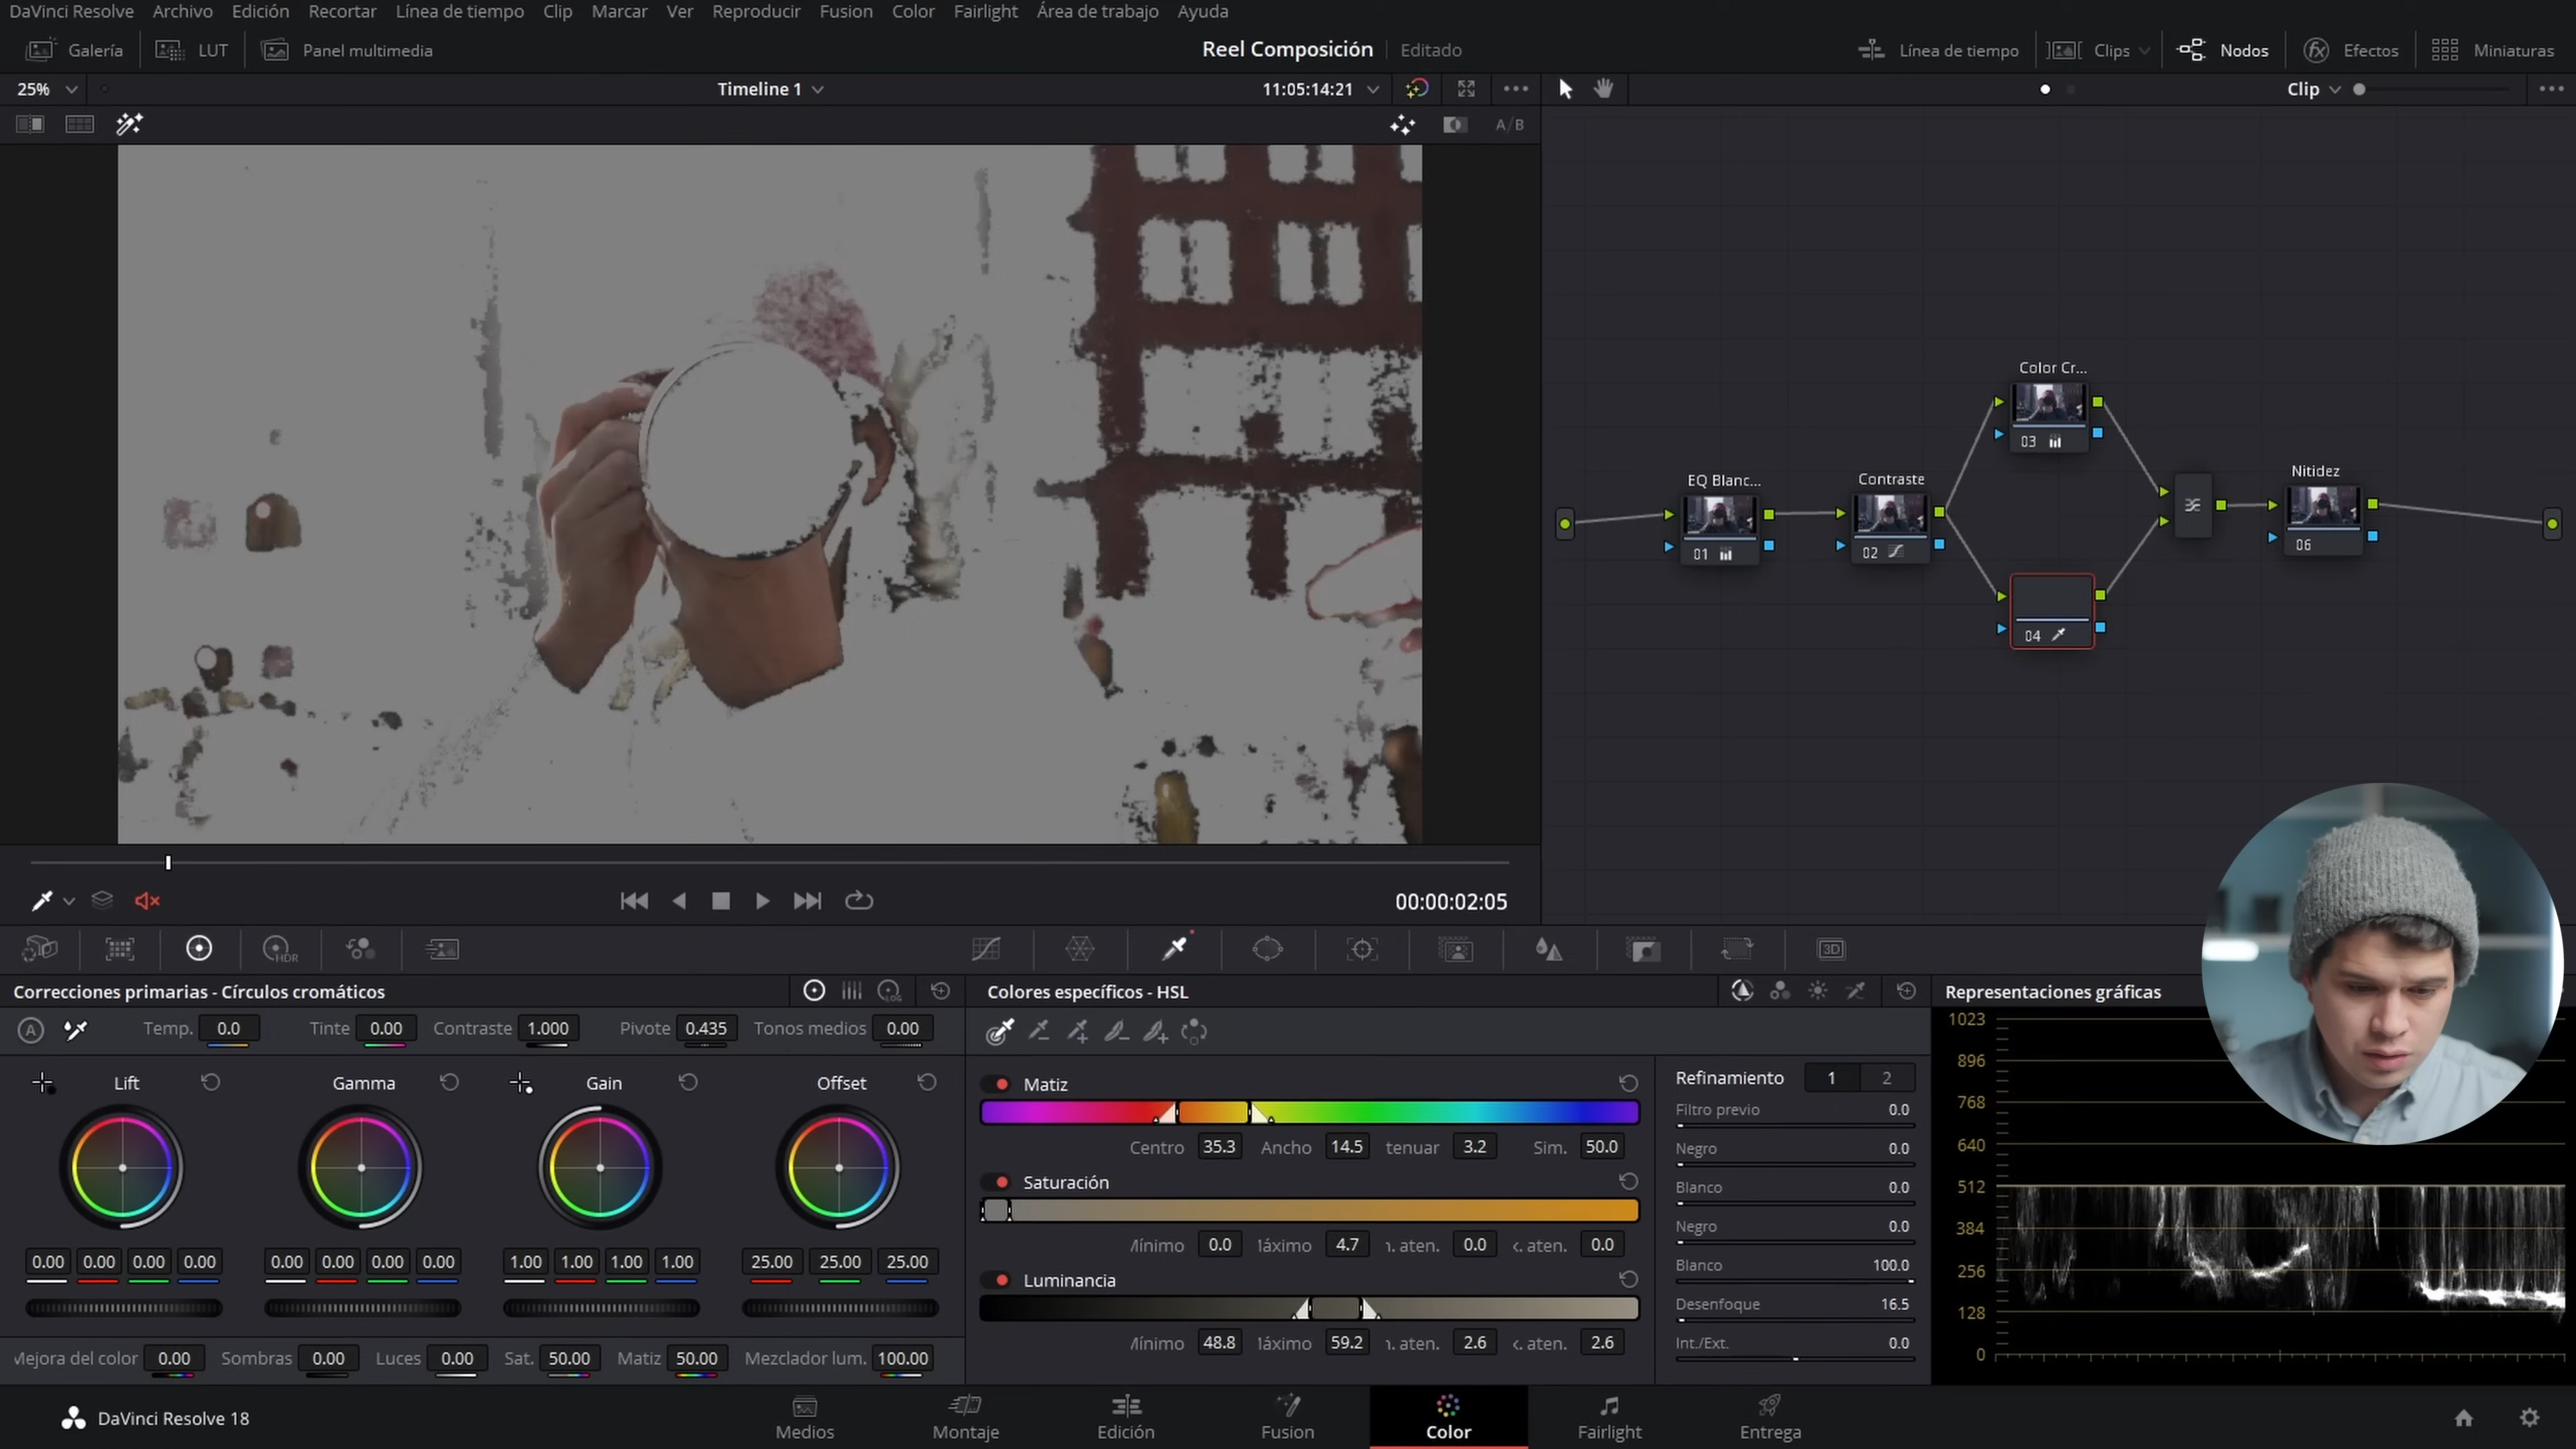 DaVinci Resolve Archivo Edición Recortar Línea de tiempo Clip Marcar Ver Reproducir Fusion Color Fairlight Área de trabajo Ayuda
Galería LUT Panel multimedia Reel Composición Editado Línea de tiempo Clips Nodos Efectos Miniaturas
25% Timeline 1 11:05:14:21 Clip
A/B
Color Cr...
03
EQ Blanc...
01
Contraste
02
Nitidez
06
04
00:00:02:05
HDR
3D
Correcciones primarias - Círculos cromáticos
LOG
Colores específicos - HSL
Representaciones gráficas
A Temp. 0.0 Tinte 0.00 Contraste 1.000 Pivote 0.435 Tonos medios 0.00
Lift Gamma Gain Offset
0.00 0.00 0.00 0.00 0.00 0.00 0.00 0.00 1.00 1.00 1.00 1.00 25.00 25.00 25.00
Mejora del color 0.00 Sombras 0.00 Luces 0.00 Sat. 50.00 Matiz 50.00 Mezclador lum. 100.00
Matiz
Centro 35.3 Ancho 14.5 tenuar 3.2 Sim. 50.0
Saturación
Mínimo 0.0 Máximo 4.7 n. aten. 0.0 x. aten. 0.0
Luminancia
Mínimo 48.8 Máximo 59.2 n. aten. 2.6 x. aten. 2.6
Refinamiento 1 2
Filtro previo 0.0
Negro 0.0
Blanco 0.0
Negro 0.0
Blanco 100.0
Desenfoque 16.5
Int./Ext. 0.0
1023
896
768
640
512
384
256
128
0
DaVinci Resolve 18
Medios Montaje Edición Fusion Color Fairlight Entrega